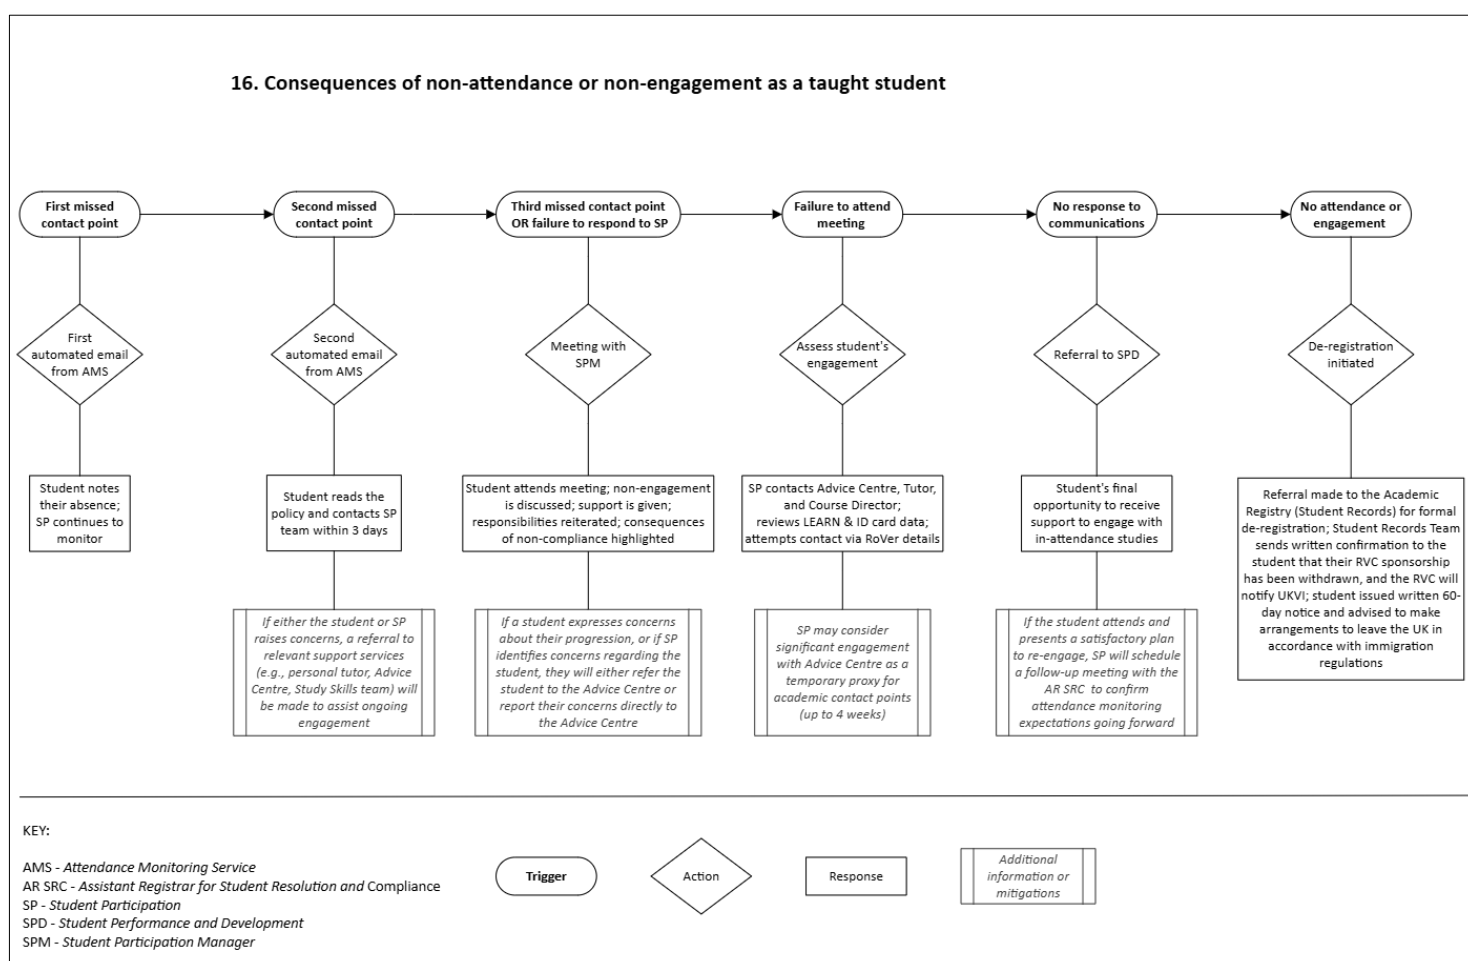 16. Consequences of non-attendance or non-engagement as a taught student
First missed
contact point
Second missed
contact point
Third missed contact point
OR failure to respond to SP
Failure to attend
meeting
No response to
communications
No attendance or
engagement
First
automated email
from AMS
Second
automated email
from AMS
Meeting with
SPM
Assess student's
engagement
Referral to SPD
De-registration
initiated
Student notes
their absence;
SP continues to
monitor
Student reads the
policy and contacts SP
team within 3 days
Student attends meeting; non-engagement
is discussed; support is given;
responsibilities reiterated; consequences
of non-compliance highlighted
SP contacts Advice Centre, Tutor,
and Course Director;
reviews LEARN & ID card data;
attempts contact via RoVer details
Student's final
opportunity to receive
support to engage with
in-attendance studies
Referral made to the Academic
Registry (Student Records) for formal
de-registration; Student Records Team
sends written confirmation to the
student that their RVC sponsorship
has been withdrawn, and the RVC will
notify UKVI; student issued written 60-
day notice and advised to make
arrangements to leave the UK in
accordance with immigration
regulations
If either the student or SP
raises concerns, a referral to
relevant support services
(e.g., personal tutor, Advice
Centre, Study Skills team) will
be made to assist ongoing
engagement
If a student expresses concerns
about their progression, or if SP
identifies concerns regarding the
student, they will either refer the
student to the Advice Centre or
report their concerns directly to
the Advice Centre
SP may consider
significant engagement
with Advice Centre as a
temporary proxy for
academic contact points
(up to 4 weeks)
If the student attends and
presents a satisfactory plan
to re-engage, SP will schedule
a follow-up meeting with the
AR SRC to confirm
attendance monitoring
expectations going forward
KEY:
AMS - Attendance Monitoring Service
AR SRC - Assistant Registrar for Student Resolution and Compliance
SP - Student Participation
SPD - Student Performance and Development
SPM - Student Participation Manager
Trigger
Action
Response
Additional
information or
mitigations